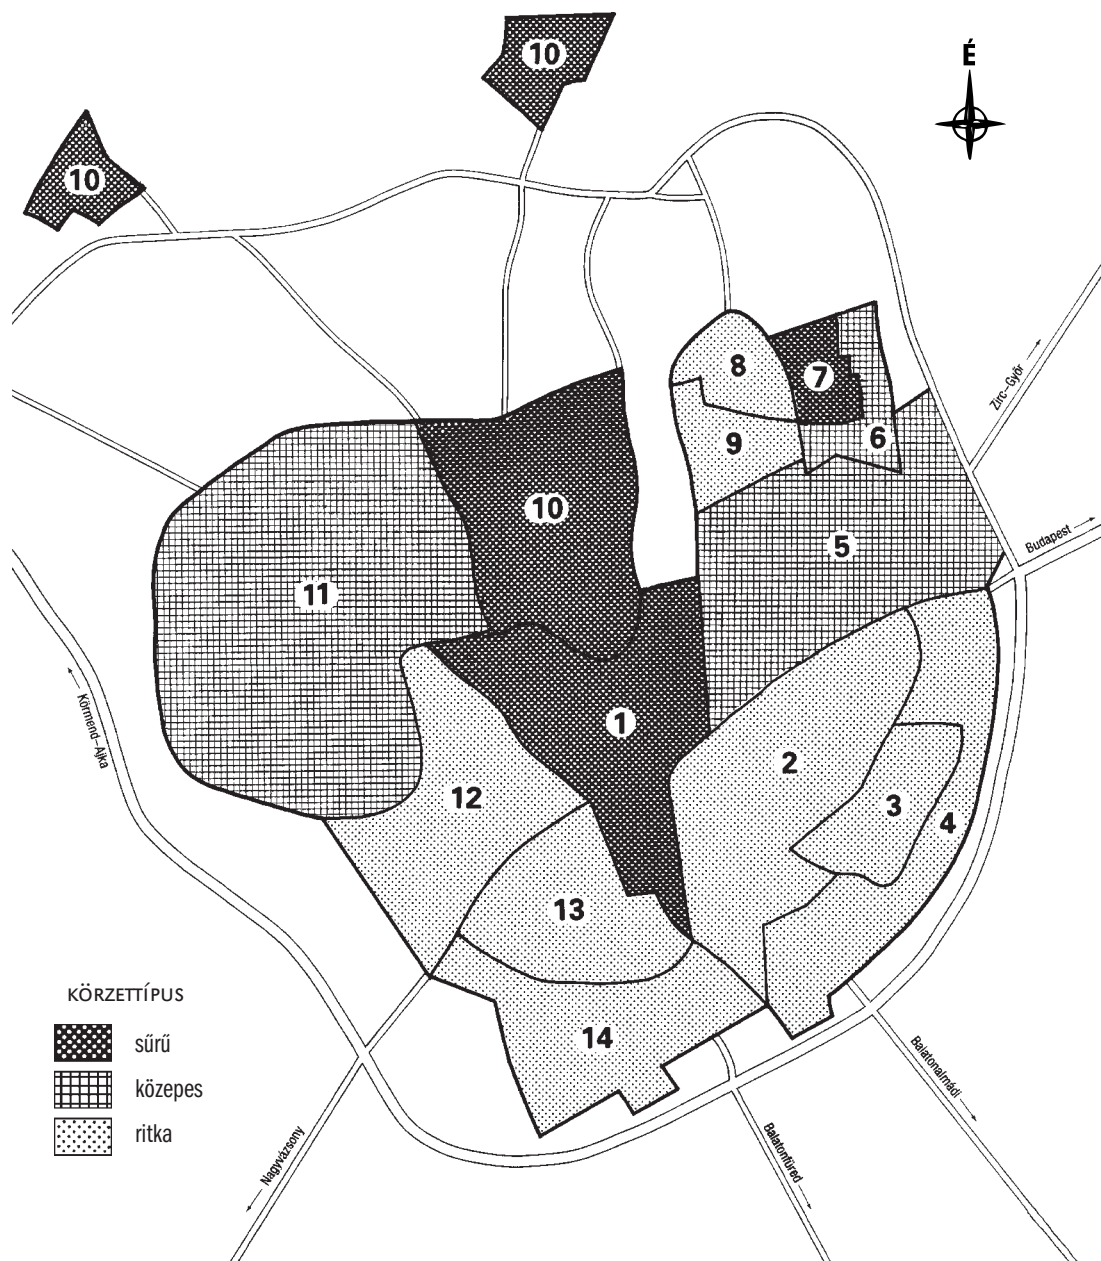 10
É
10
8
7
6
9
Zirc–Győr
10
5
Budapest
11
1
Körmend–Ajka
2
12
3
4
13
KÖRZETTÍPUS
sűrű
közepes
ritka
14
Balatonalmádi
Nagyvázsony
Balatonfüred